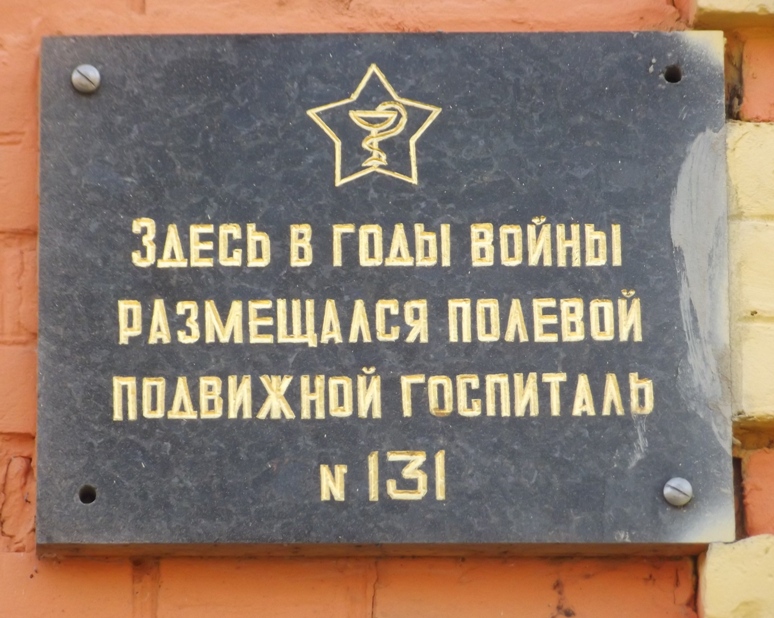 Здесь в годы войны
размещался полевой
подвижной госпиталь
N 131